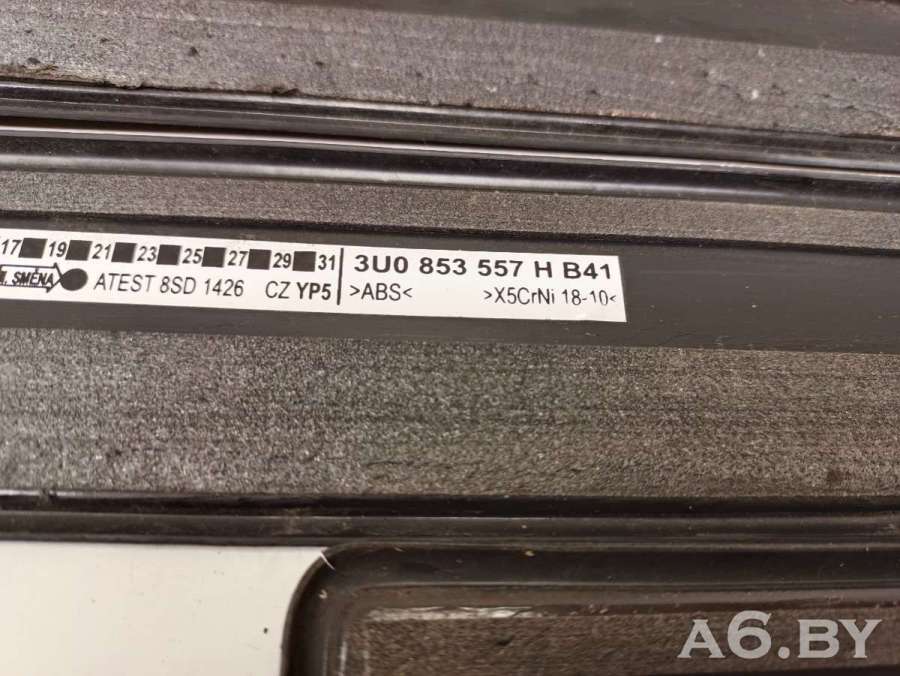 17 19 21 23 25 27 29 31
3U0 853 557 H B41
SMĚNA ATEST 8SD 1426 CZ YP5
>ABS< >X5CrNi 18-10<
A6.BY